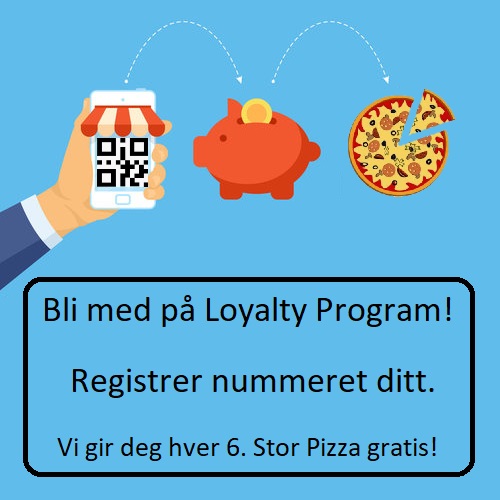 Bli med på Loyalty Program!
Registrer nummeret ditt.
Vi gir deg hver 6. Stor Pizza gratis!